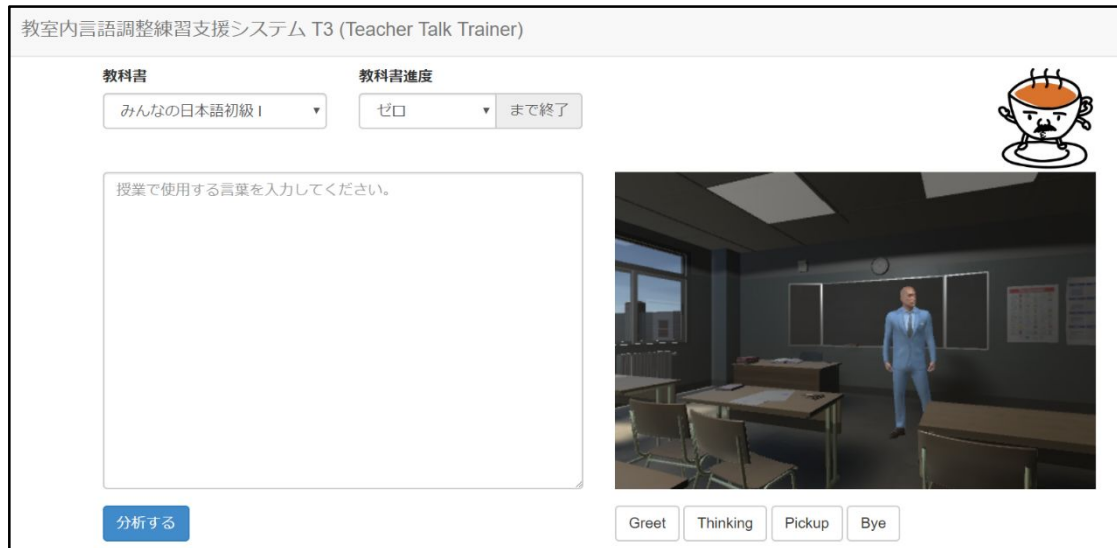 教室内言語調整練習支援システム T3 (Teacher Talk Trainer)
教科書
教科書進度
みんなの日本語初級 I
ゼロ
まで終了
授業で使用する言葉を入力してください。
分析する
Greet
Thinking
Pickup
Bye